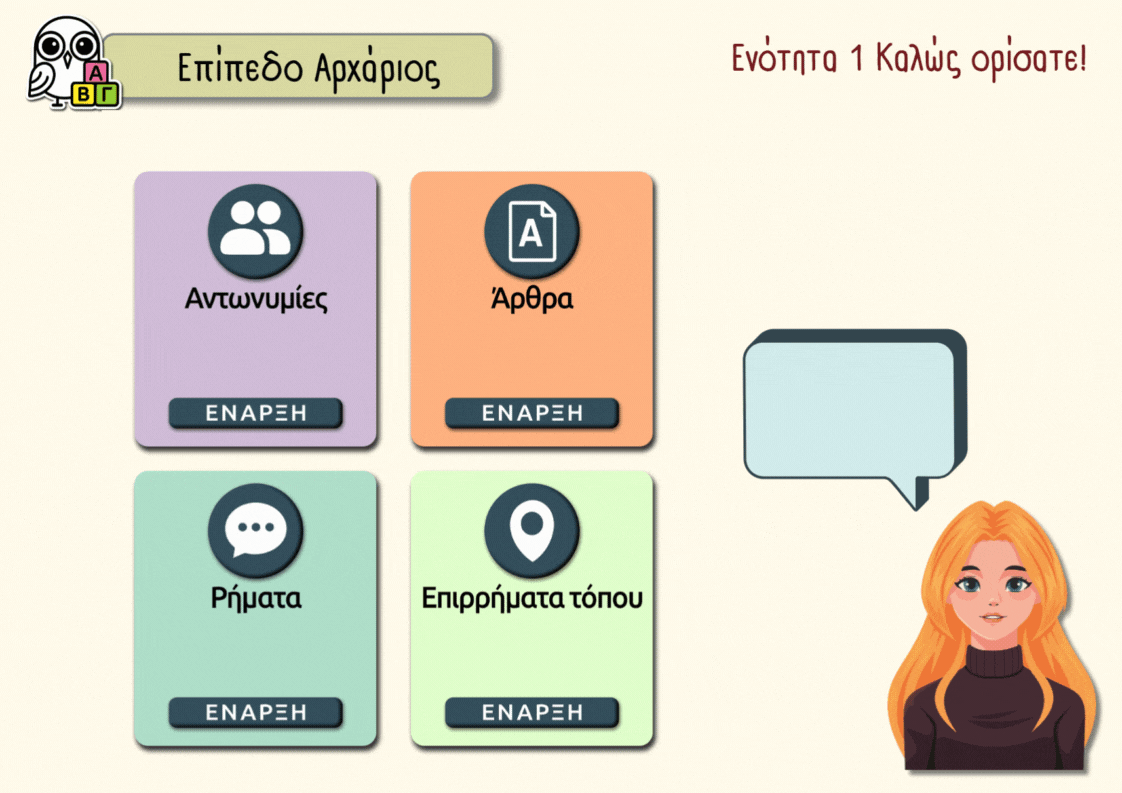 Επίπεδο Αρχάριος
Ενότητα 1 Καλώς ορίσατε!
Α
Β Γ
Αντωνυμίες
ΕΝΑΡΞΗ
Α
Άρθρα
ΕΝΑΡΞΗ
Ρήματα
ΕΝΑΡΞΗ
Επιρρήματα τόπου
ΕΝΑΡΞΗ